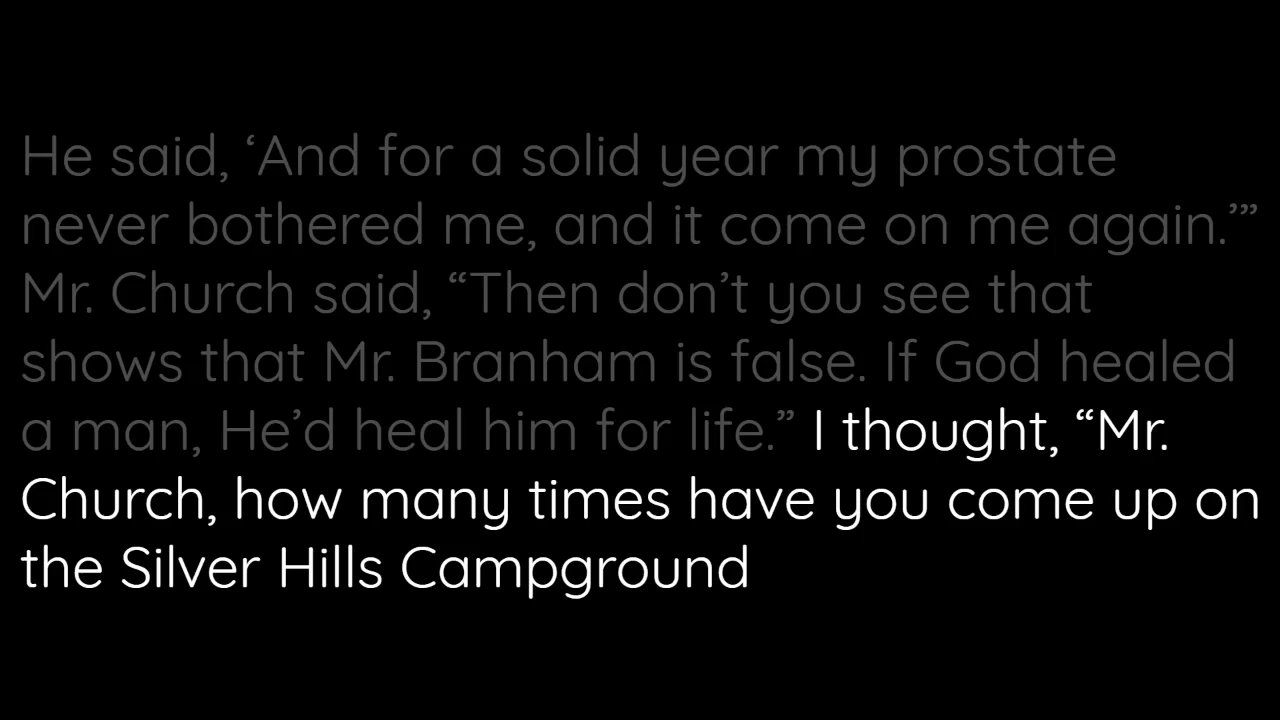 He said, ‘And for a solid year my prostate
never bothered me, and it come on me again.’”
Mr. Church said, “Then don’t you see that
shows that Mr. Branham is false. If God healed
a man, He’d heal him for life.” I thought, “Mr.
Church, how many times have you come up on
the Silver Hills Campground